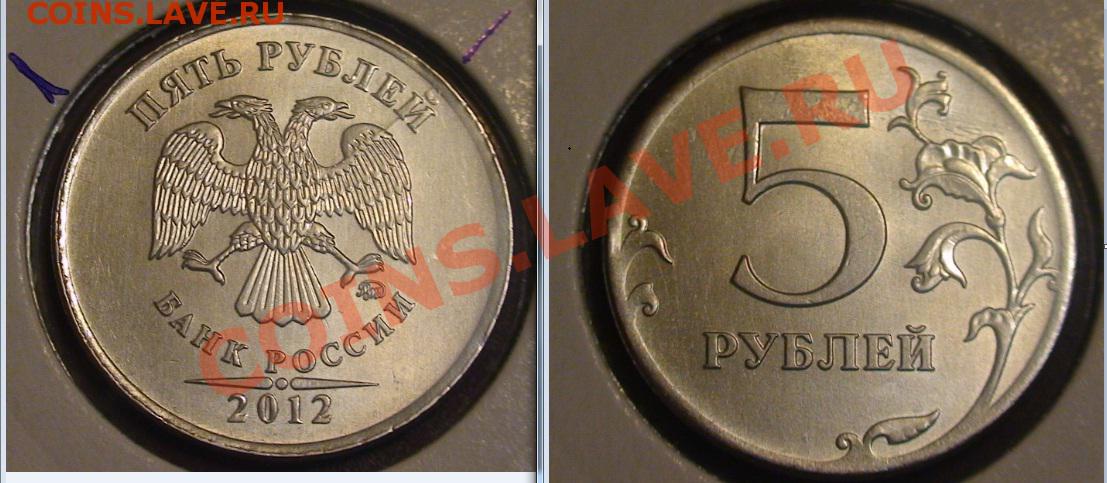 COINS.LAVE.RU
ПЯТЬ РУБЛЕЙ
БАНК РОССИИ
2012
5
РУБЛЕЙ
COINS.LAVE.RU